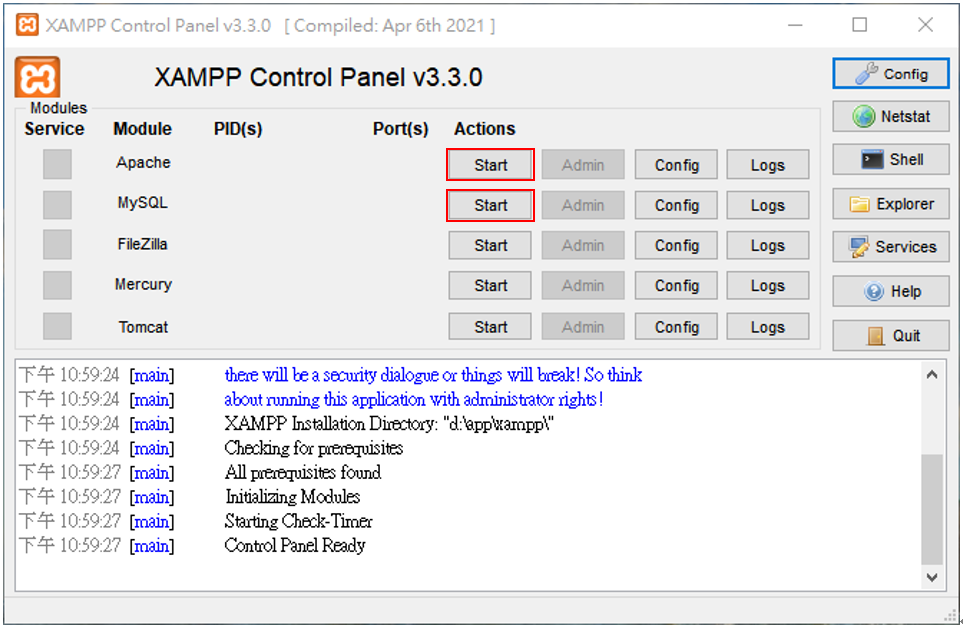 XAMPP Control Panel v3.3.0 [ Compiled: Apr 6th 2021 ]
XAMPP Control Panel v3.3.0
Config
Modules
Service Module PID(s) Port(s) Actions
Netstat
Apache Start Admin Config Logs
Shell
MySQL Start Admin Config Logs
Explorer
FileZilla Start Admin Config Logs
Services
Mercury Start Admin Config Logs
Help
Tomcat Start Admin Config Logs
Quit
下午 10:59:24 [main] there will be a security dialogue or things will break! So think
下午 10:59:24 [main] about running this application with administrator rights!
下午 10:59:24 [main] XAMPP Installation Directory: "d:\app\xampp\"
下午 10:59:24 [main] Checking for prerequisites
下午 10:59:27 [main] All prerequisites found
下午 10:59:27 [main] Initializing Modules
下午 10:59:27 [main] Starting Check-Timer
下午 10:59:27 [main] Control Panel Ready